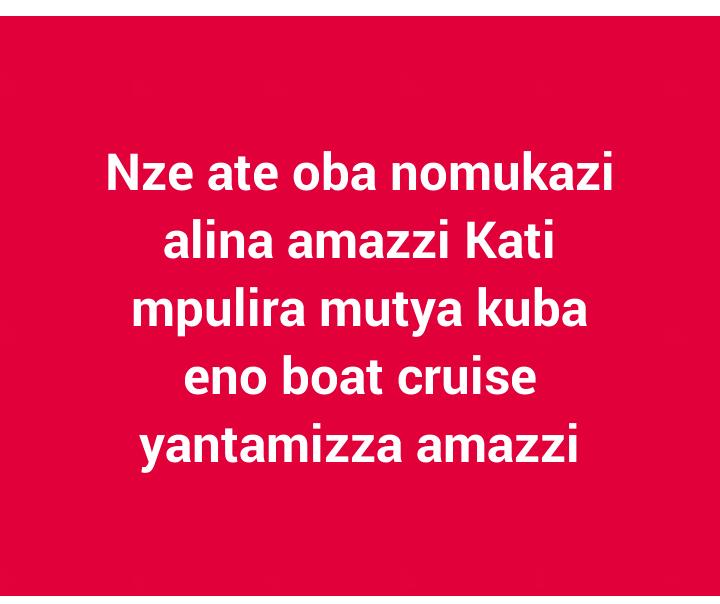 Nze ate oba nomukazi
alina amazzi Kati
mpulira mutya kuba
eno boat cruise
yantamizza amazzi